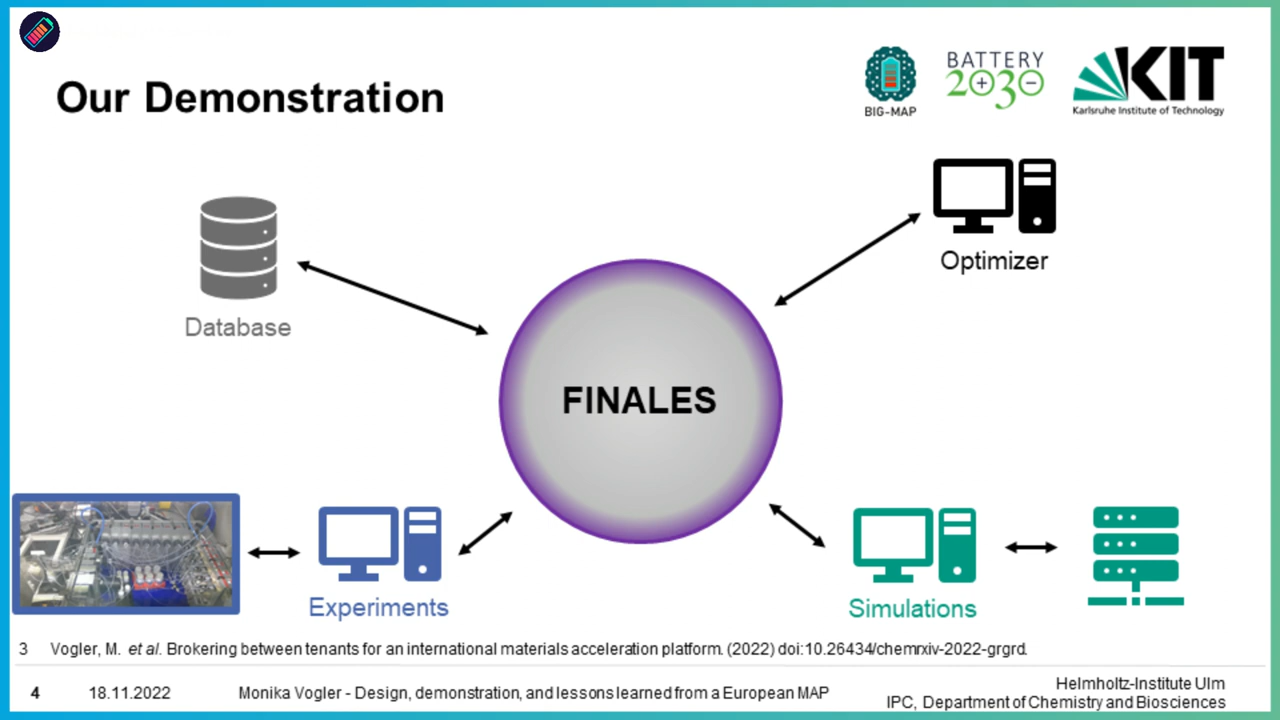 Our Demonstration
BIG-MAP
BATTERY
2030
KIT
Karlsruhe Institute of Technology
Database
Optimizer
FINALES
Experiments
Simulations
3 Vogler, M. et al. Brokering between tenants for an international materials acceleration platform. (2022) doi:10.26434/chemrxiv-2022-grgrd.
4 18.11.2022 Monika Vogler - Design, demonstration, and lessons learned from a European MAP
Helmholtz-Institute Ulm
IPC, Department of Chemistry and Biosciences